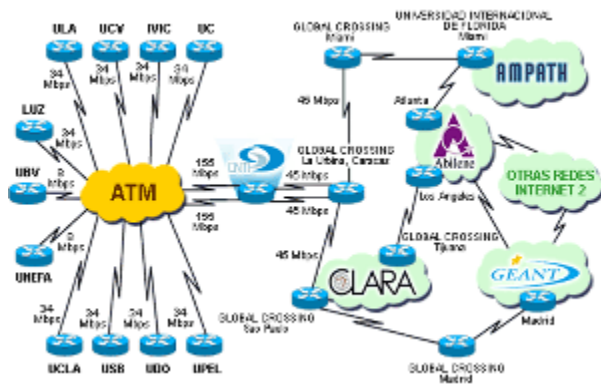 ULA
UCV
IVIC
UC
34
Mbps
34
Mbps
34
Mbps
34
Mbps
LUZ
34
Mbps
UBV
2
Mbps
UNEFA
2
Mbps
ATM
155
Mbps
155
Mbps
CNTI
45 Mbps
45 Mbps
34
Mbps
34
Mbps
34
Mbps
34
Mbps
UCLA
USB
UDO
UPEL
GLOBAL CROSSING
Miami
UNIVERSIDAD INTERNACIONAL
DE FLORIDA
Miami
AMPATH
45 Mbps
Atlanta
GLOBAL CROSSING
La Urbina, Caracas
Abilene
Los Angeles
OTRAS REDES
INTERNET 2
45 Mbps
GLOBAL CROSSING
Tijuana
CLARA
GEANT
GLOBAL CROSSING
Sao Paulo
Madrid
GLOBAL CROSSING
Madrid